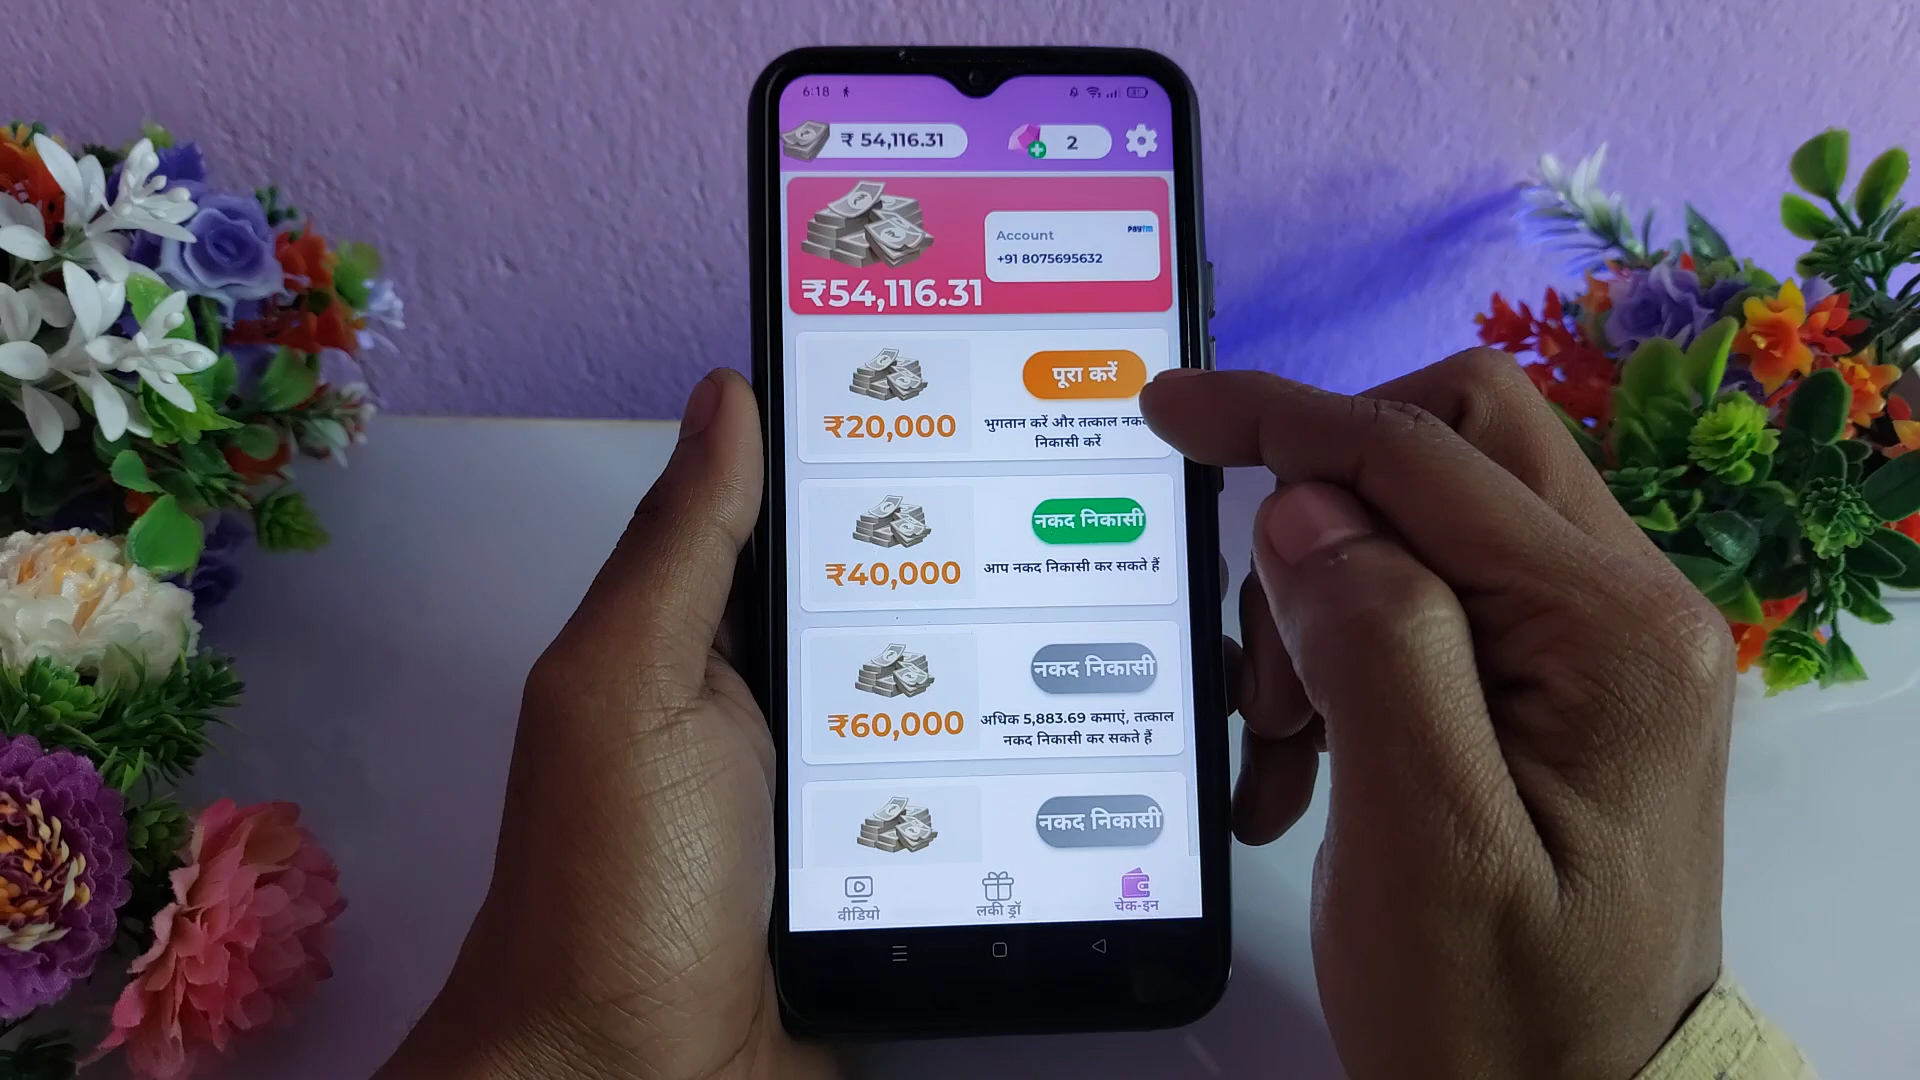 6:18
₹ 54,116.31
2
Account
paytm
+91 8075695632
₹54,116.31
पूरा करें
₹20,000
भुगतान करें और तत्काल
निकासी करें
नकद निकासी
₹40,000
आप नकद निकासी कर सकते हैं
नकद निकासी
₹60,000
अधिक 5,883.69 कमाएं, तत्काल
नकद निकासी कर सकते हैं
नकद निकासी
वीडियो
लकी ड्रॉ
चेक-इन